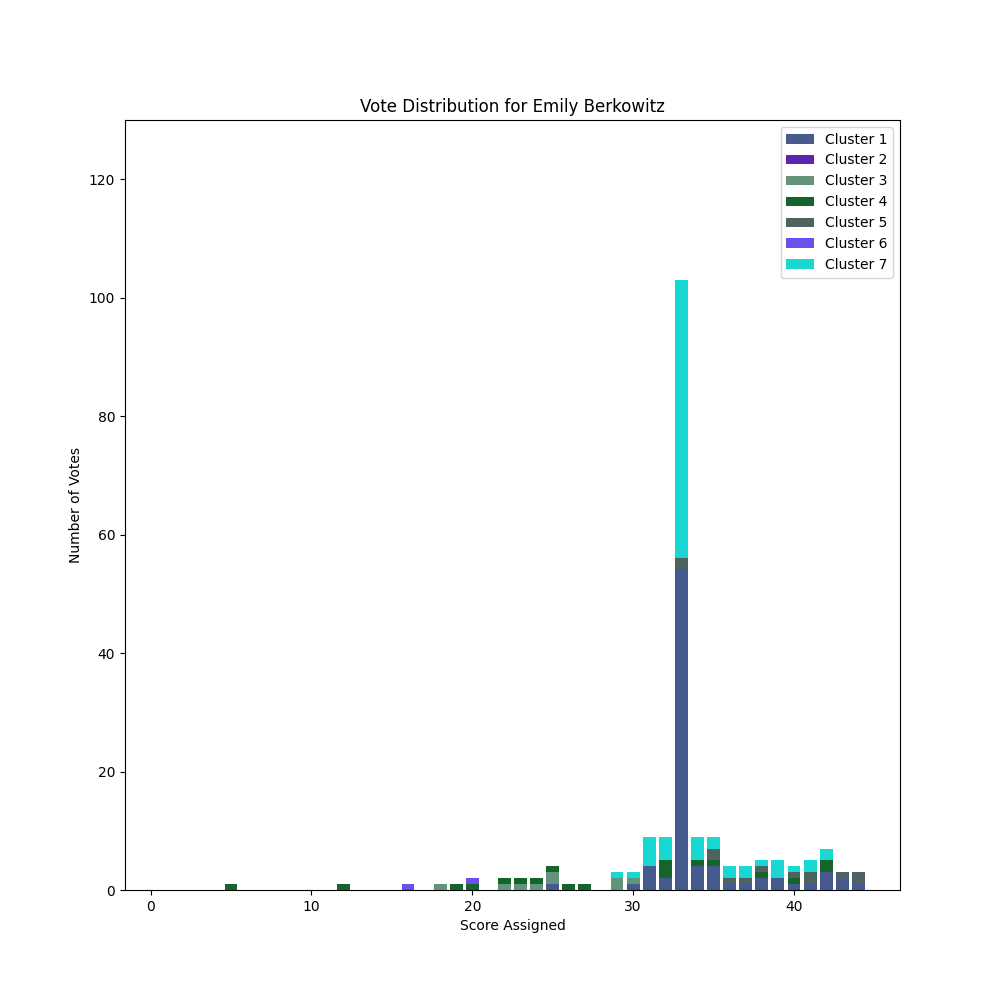 Vote Distribution for Emily Berkowitz
Cluster 1
Cluster 2
Cluster 3
Cluster 4
Cluster 5
Cluster 6
Cluster 7
120
100
80
60
40
20
0
Number of Votes
0 10 20 30 40
Score Assigned